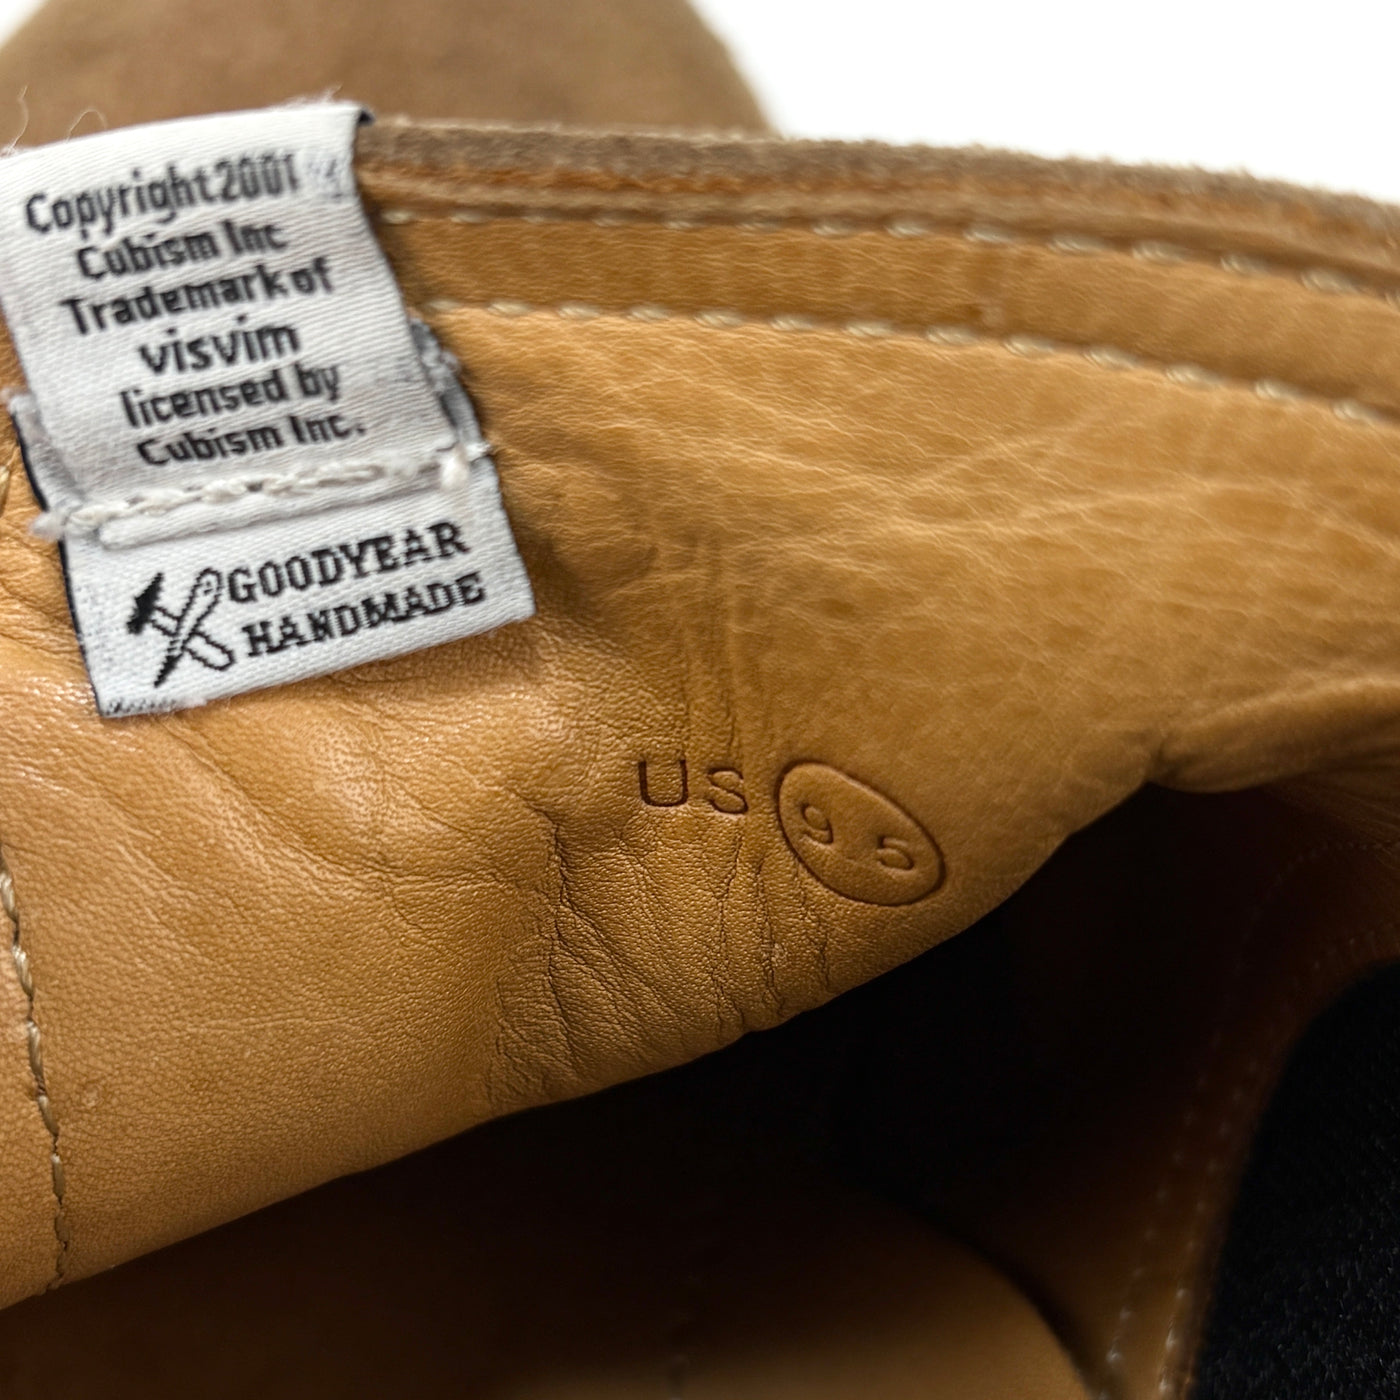 Copyright2001
Cubism Inc
Trademark of
visvim
licensed by
Cubism Inc.
GOODYEAR
HANDMADE
US 9.5